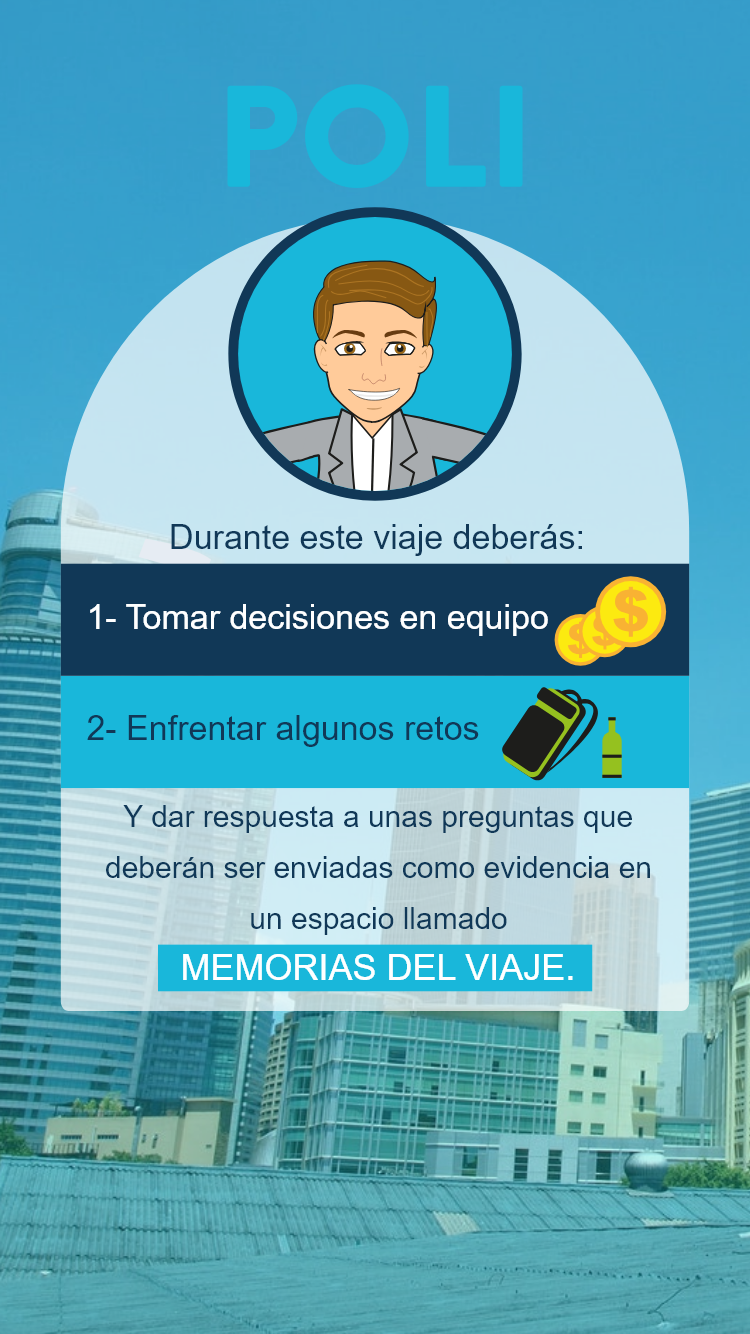 POLI
Durante este viaje deberás:
1- Tomar decisiones en equipo
$ $ $
2- Enfrentar algunos retos
Y dar respuesta a unas preguntas que
deberán ser enviadas como evidencia en
un espacio llamado
MEMORIAS DEL VIAJE.